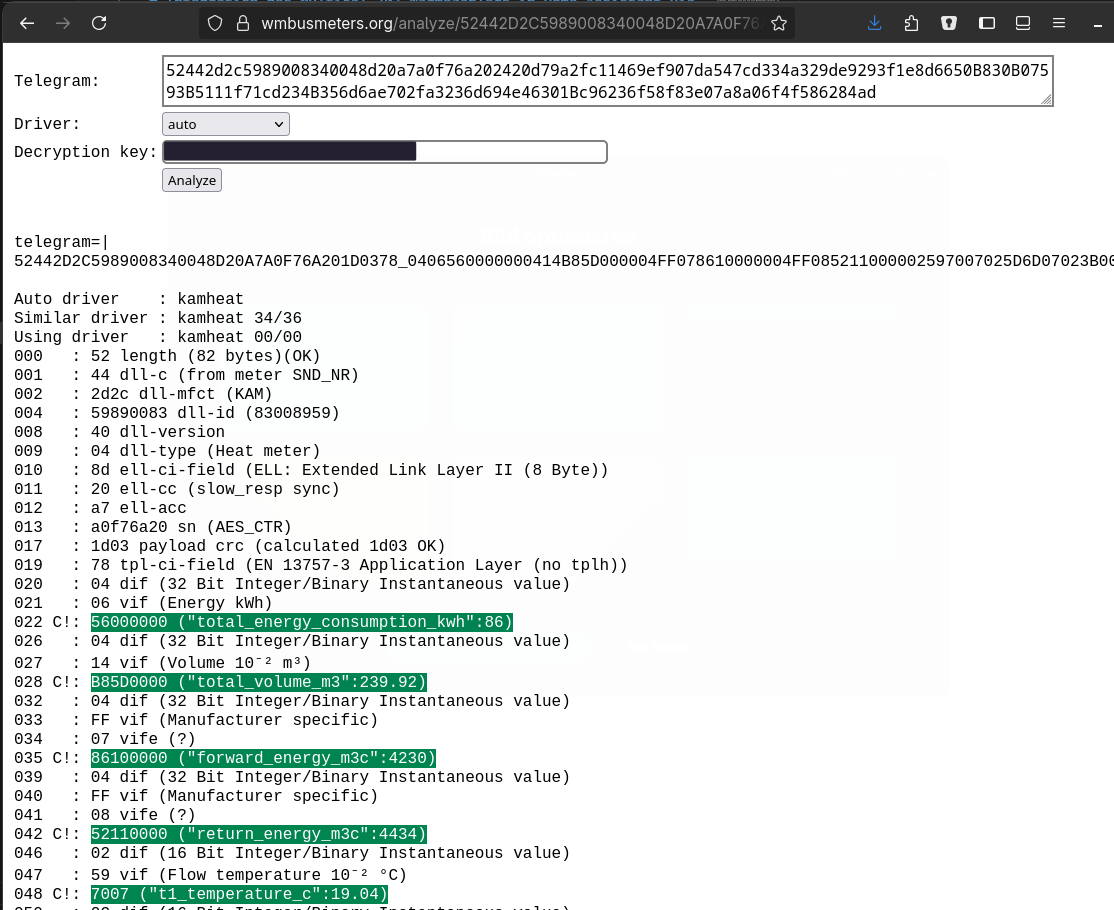 wmbusmeters.org/analyze/52442D2C5989008340048D20A7A0F76
Telegram:
52442d2c5989008340048d20a7a0f76a202420d79a2fc11469ef907da547cd334a329de9293f1e8d6650B830B075
93B5111f71cd234B356d6ae702fa3236d694e46301Bc96236f58f83e07a8a06f4f586284ad
Driver: auto
Decryption key:
Analyze
telegram=|
52442D2C5989008340048D20A7A0F76A201D0378_0406560000000414B85D000004FF078610000004FF08521100000259​7007025D6D07023B00
Auto driver    : kamheat
Similar driver : kamheat 34/36
Using driver   : kamheat 00/00
000   : 52 length (82 bytes)(OK)
001   : 44 dll-c (from meter SND_NR)
002   : 2d2c dll-mfct (KAM)
004   : 59890083 dll-id (83008959)
008   : 40 dll-version
009   : 04 dll-type (Heat meter)
010   : 8d ell-ci-field (ELL: Extended Link Layer II (8 Byte))
011   : 20 ell-cc (slow_resp sync)
012   : a7 ell-acc
013   : a0f76a20 sn (AES_CTR)
017   : 1d03 payload crc (calculated 1d03 OK)
019   : 78 tpl-ci-field (EN 13757-3 Application Layer (no tplh))
020   : 04 dif (32 Bit Integer/Binary Instantaneous value)
021   : 06 vif (Energy kWh)
022 C!: 56000000 ("total_energy_consumption_kwh":86)
026   : 04 dif (32 Bit Integer/Binary Instantaneous value)
027   : 14 vif (Volume 10⁻² m³)
028 C!: B85D0000 ("total_volume_m3":239.92)
032   : 04 dif (32 Bit Integer/Binary Instantaneous value)
033   : FF vif (Manufacturer specific)
034   : 07 vife (?)
035 C!: 86100000 ("forward_energy_m3c":4230)
039   : 04 dif (32 Bit Integer/Binary Instantaneous value)
040   : FF vif (Manufacturer specific)
041   : 08 vife (?)
042 C!: 52110000 ("return_energy_m3c":4434)
046   : 02 dif (16 Bit Integer/Binary Instantaneous value)
047   : 59 vif (Flow temperature 10⁻² °C)
048 C!: 7007 ("t1_temperature_c":19.04)